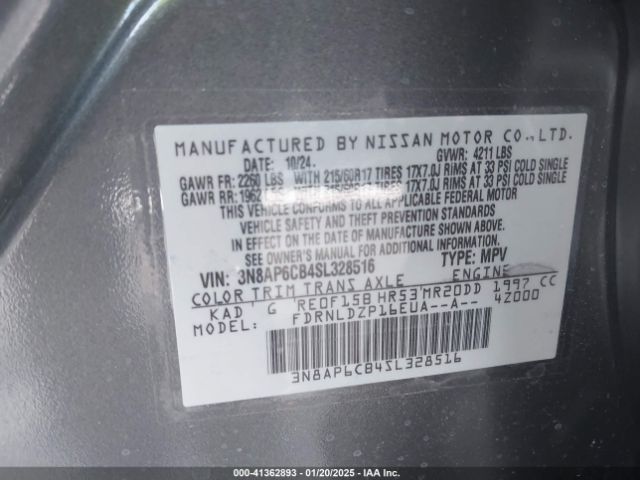 MANUFACTURED BY NISSAN MOTOR CO.,LTD.
DATE: 10/24. GVWR: 4211 LBS
GAWR FR: 2260 LBS WITH 215/60R17 TIRES 17X7.0J RIMS AT 33 PSI COLD SINGLE
GAWR RR: 1962 17X7.0J RIMS AT 33 PSI COLD SINGLE
THIS VEHICLE CONFORMS TO ALL APPLICABLE FEDERAL MOTOR
VEHICLE SAFETY AND THEFT PREVENTION STANDARDS
IN EFFECT ON THE DATE OF MANUFACTURE SHOWN ABOVE.
SEE OWNER'S MANUAL FOR ADDITIONAL INFORMATION
VIN: 3N8AP6CB4SL328516 TYPE: MPV
COLOR TRIM TRANS AXLE ENGINE
KAD G RE0F15B HR53 MR20DD 1997 CC
MODEL: FDRNLDZP16EUA--A-- 42000
3N8AP6CB4SL328516
000-41362893 | 01/20/2025 | IAA Inc.